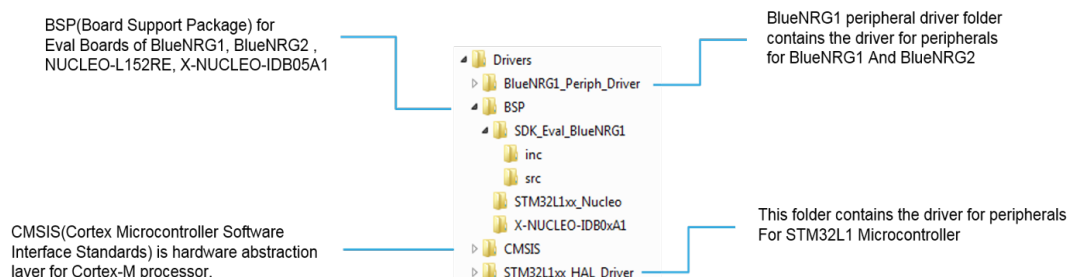 BSP(Board Support Package) for
Eval Boards of BlueNRG1, BlueNRG2 ,
NUCLEO-L152RE, X-NUCLEO-IDB05A1
BlueNRG1 peripheral driver folder
contains the driver for peripherals
for BlueNRG1 And BlueNRG2
Drivers
BlueNRG1_Periph_Driver
BSP
SDK_Eval_BlueNRG1
inc
src
STM32L1xx_Nucleo
X-NUCLEO-IDB0xA1
CMSIS
STM32L1xx_HAL_Driver
CMSIS(Cortex Microcontroller Software
Interface Standards) is hardware abstraction
layer for Cortex-M processor.
This folder contains the driver for peripherals
For STM32L1 Microcontroller